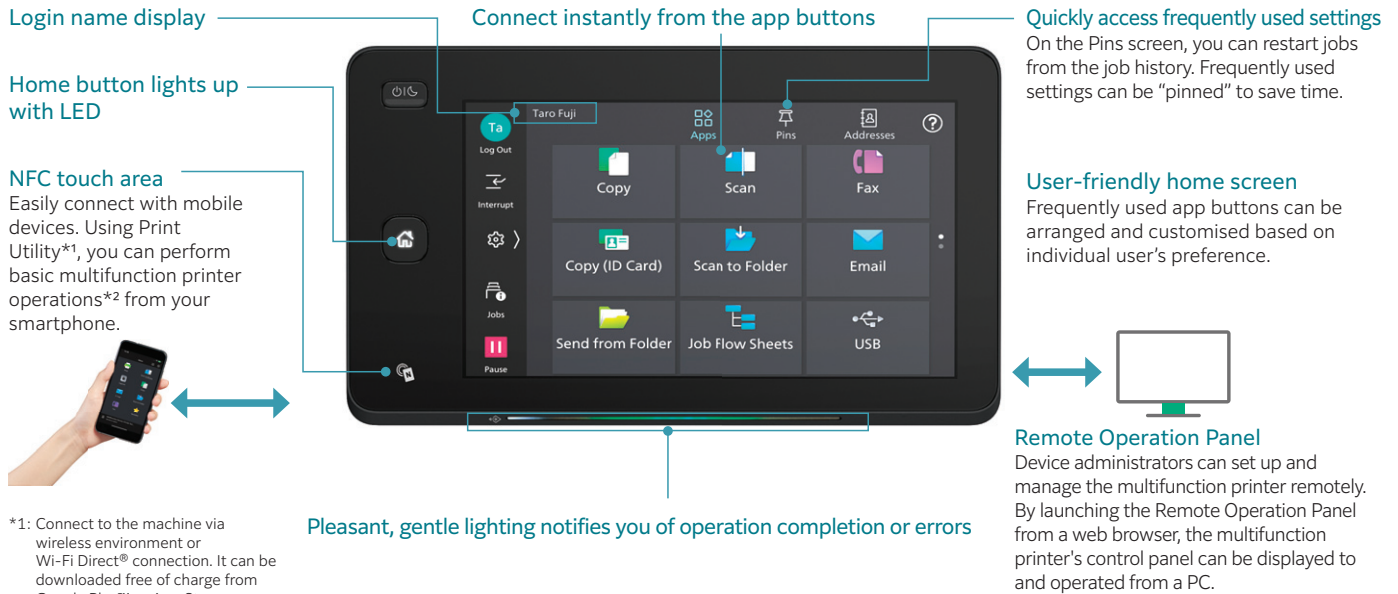 Login name display
Home button lights up
with LED
NFC touch area
Easily connect with mobile
devices. Using Print
Utility*¹, you can perform
basic multifunction printer
operations*² from your
smartphone.
*1: Connect to the machine via
wireless environment or
Wi-Fi Direct® connection. It can be
downloaded free of charge from
Connect instantly from the app buttons
Ta
Taro Fuji
Log Out
Interrupt
Jobs
Pause
Apps
Pins
Addresses
?
Copy
Scan
Fax
Copy (ID Card)
Scan to Folder
Email
Send from Folder
Job Flow Sheets
USB
N
Pleasant, gentle lighting notifies you of operation completion or errors
Quickly access frequently used settings
On the Pins screen, you can restart jobs
from the job history. Frequently used
settings can be “pinned” to save time.
User-friendly home screen
Frequently used app buttons can be
arranged and customised based on
individual user's preference.
Remote Operation Panel
Device administrators can set up and
manage the multifunction printer remotely.
By launching the Remote Operation Panel
from a web browser, the multifunction
printer's control panel can be displayed to
and operated from a PC.